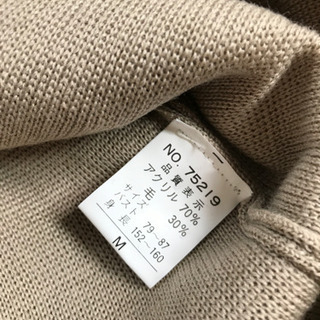 NO. 75219
品質表示
アクリル 70%
毛 30%
サイズ
バスト 79~87
身長 152~160
M